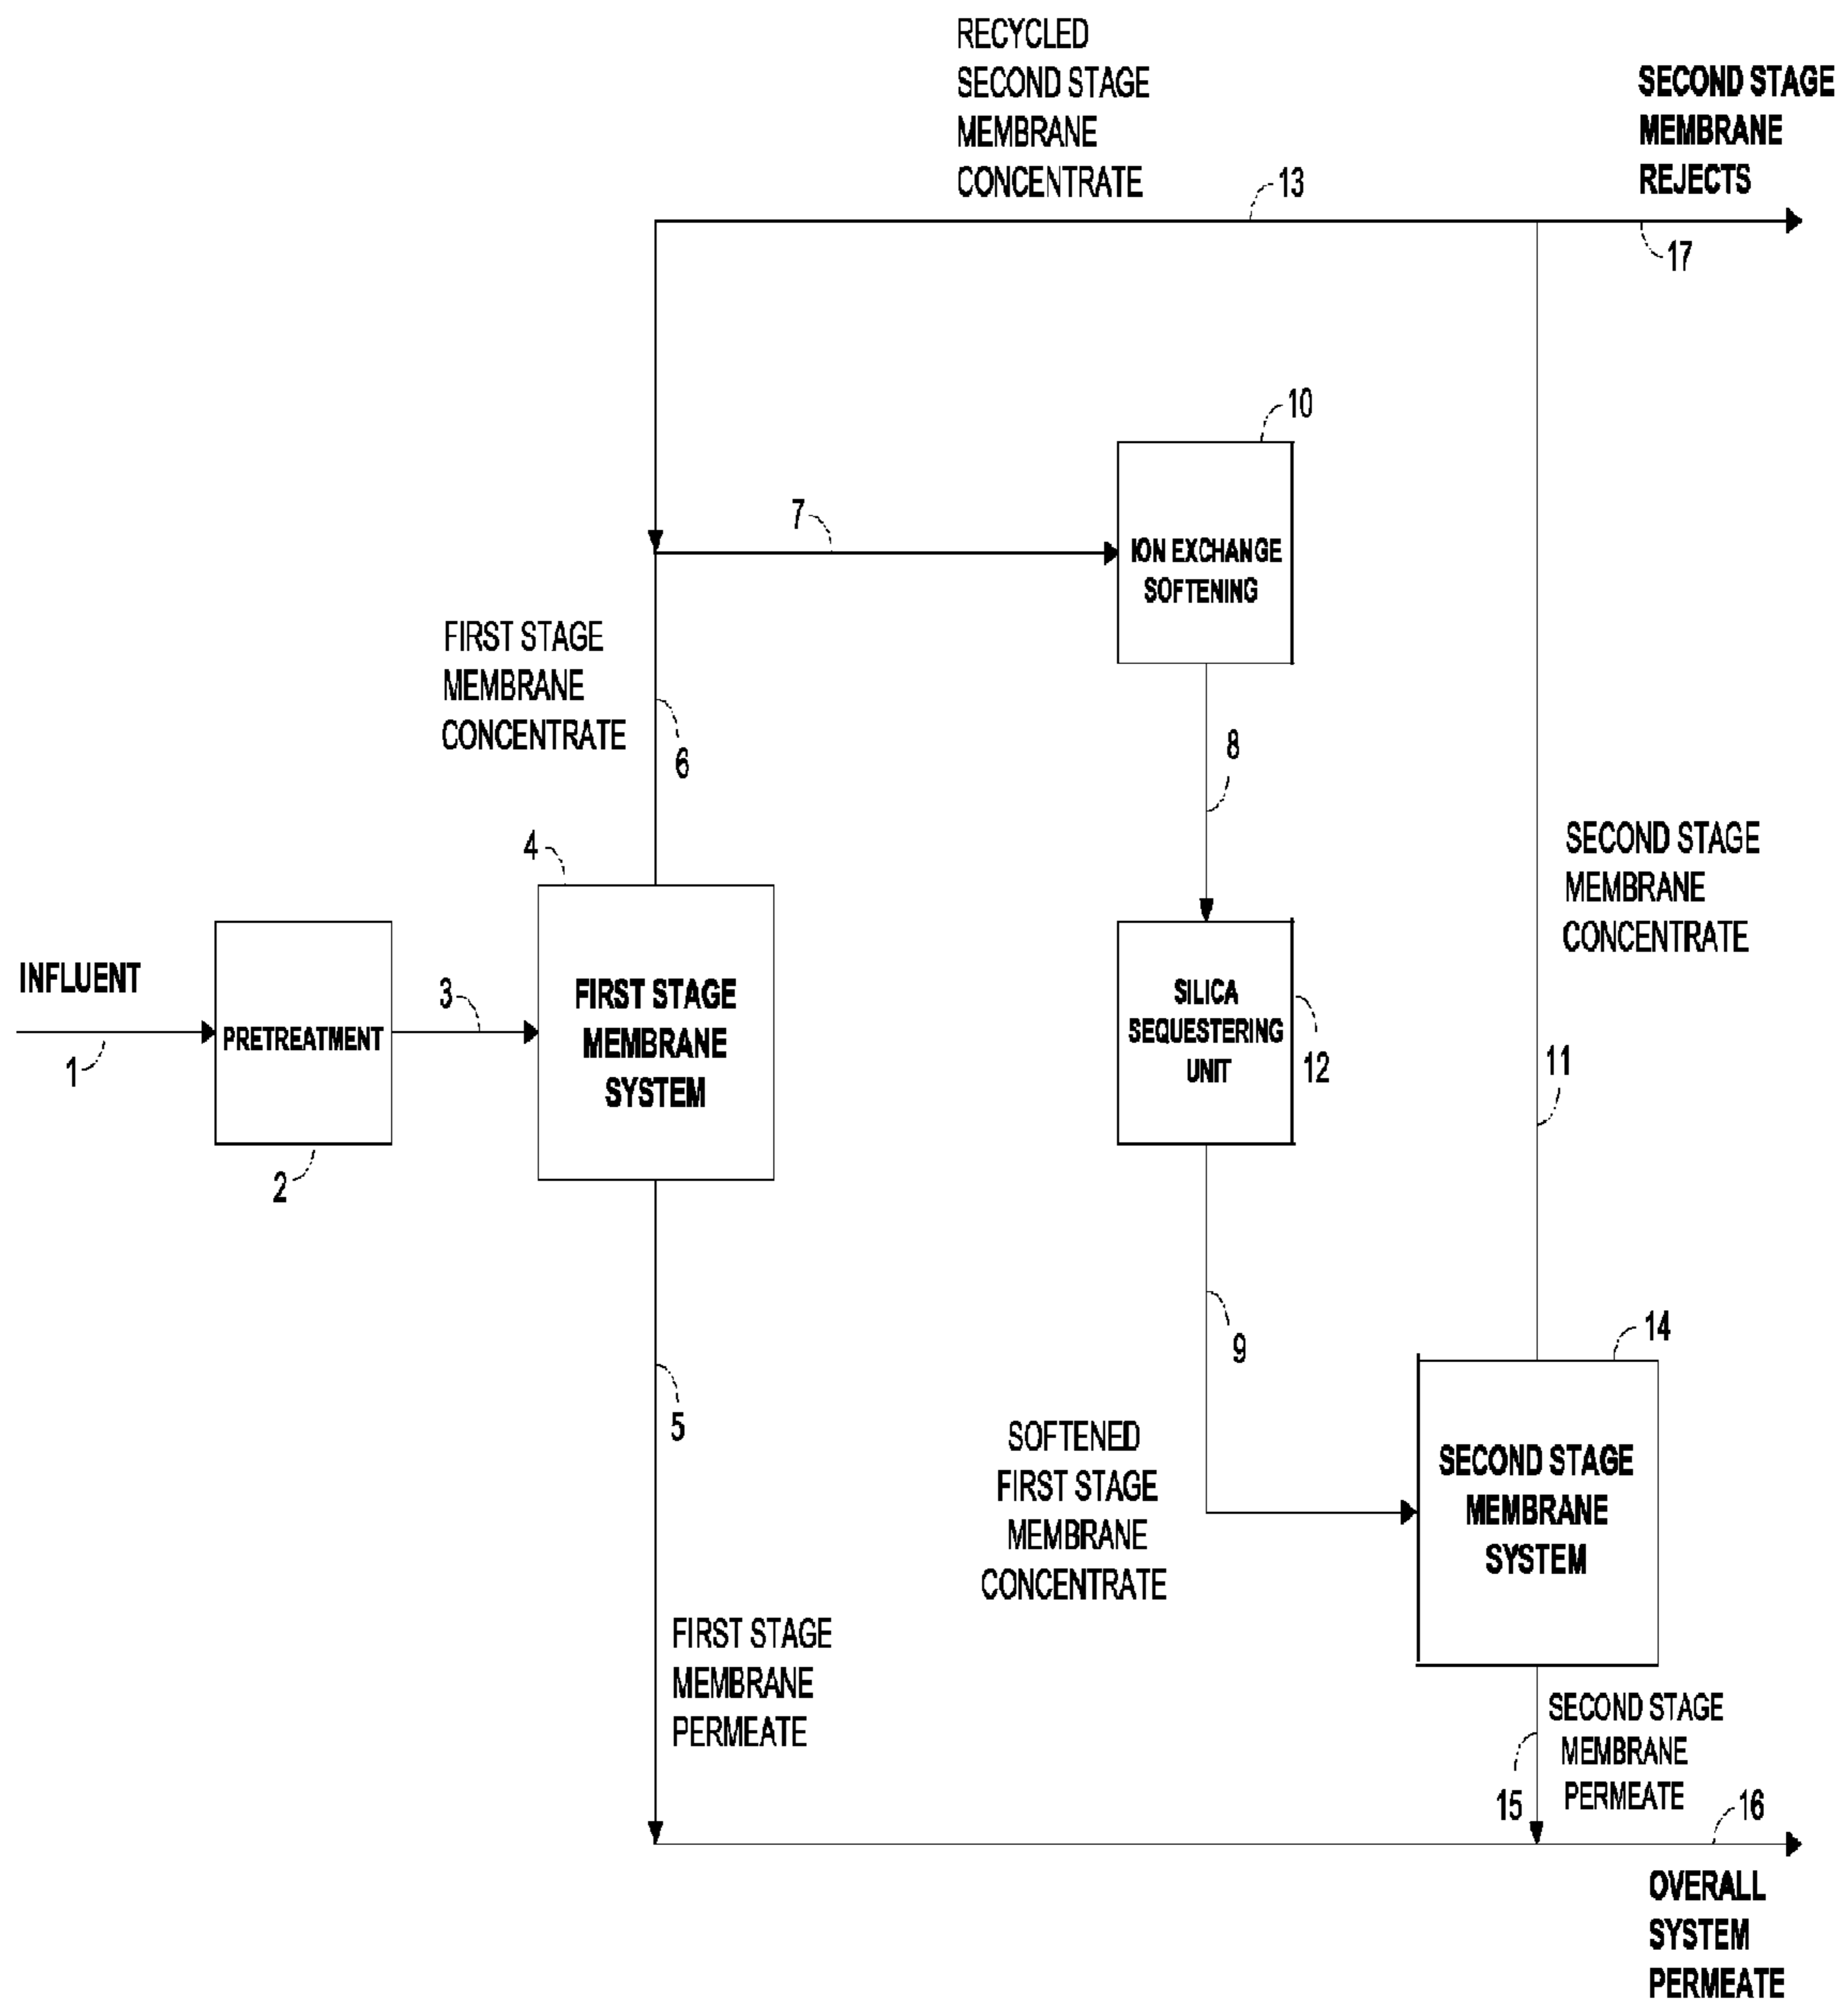 RECYCLED
SECOND STAGE
MEMBRANE
CONCENTRATE
13
SECOND STAGE
MEMBRANE
REJECTS
17
10
7
ION EXCHANGE
SOFTENING
FIRST STAGE
MEMBRANE
CONCENTRATE
6
8
4
SECOND STAGE
MEMBRANE
CONCENTRATE
INFLUENT
1
PRETREATMENT
2
3
FIRST STAGE
MEMBRANE
SYSTEM
SILICA
SEQUESTERING
UNIT
12
11
9
14
5
SOFTENED
FIRST STAGE
MEMBRANE
CONCENTRATE
SECOND STAGE
MEMBRANE
SYSTEM
FIRST STAGE
MEMBRANE
PERMEATE
SECOND STAGE
MEMBRANE
PERMEATE
15
16
OVERALL
SYSTEM
PERMEATE